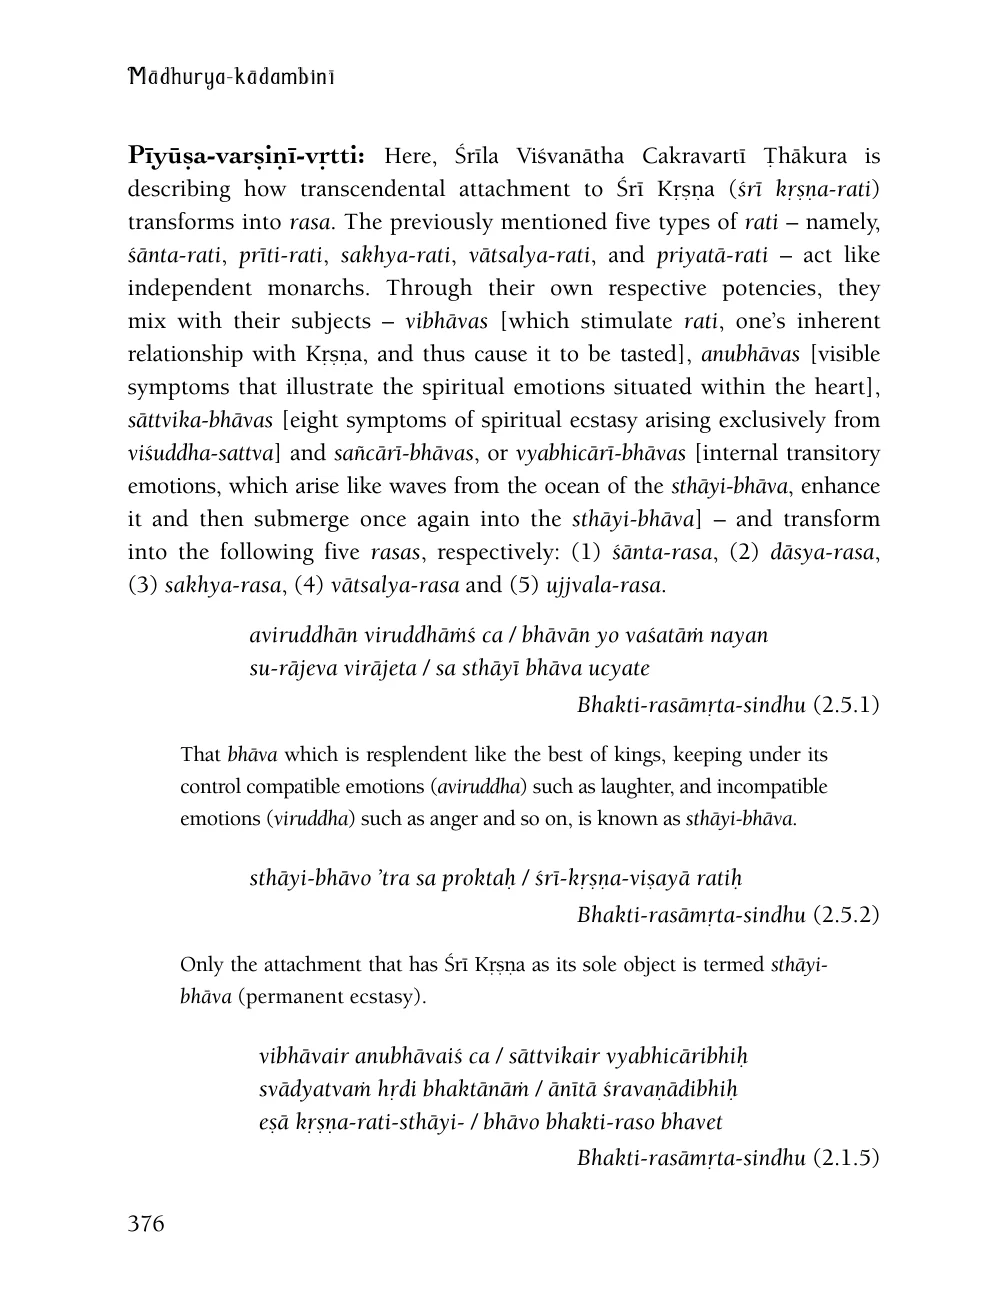 Mādhurya-kādambinī
Pīyūṣa-varṣiṇī-vṛtti: Here, Śrīla Viśvanātha Cakravartī Ṭhākura is
describing how transcendental attachment to Śrī Kṛṣṇa (śrī kṛṣṇa-rati)
transforms into rasa. The previously mentioned five types of rati – namely,
śānta-rati, prīti-rati, sakhya-rati, vātsalya-rati, and priyatā-rati – act like
independent monarchs. Through their own respective potencies, they
mix with their subjects – vibhāvas [which stimulate rati, one’s inherent
relationship with Kṛṣṇa, and thus cause it to be tasted], anubhāvas [visible
symptoms that illustrate the spiritual emotions situated within the heart],
sāttvika-bhāvas [eight symptoms of spiritual ecstasy arising exclusively from
viśuddha-sattva] and sañcārī-bhāvas, or vyabhicārī-bhāvas [internal transitory
emotions, which arise like waves from the ocean of the sthāyi-bhāva, enhance
it and then submerge once again into the sthāyi-bhāva] – and transform
into the following five rasas, respectively: (1) śānta-rasa, (2) dāsya-rasa,
(3) sakhya-rasa, (4) vātsalya-rasa and (5) ujjvala-rasa.
aviruddhān viruddhāṁś ca / bhāvān yo vaśatāṁ nayan
su-rājeva virājeta / sa sthāyī bhāva ucyate
Bhakti-rasāmṛta-sindhu (2.5.1)
That bhāva which is resplendent like the best of kings, keeping under its
control compatible emotions (aviruddha) such as laughter, and incompatible
emotions (viruddha) such as anger and so on, is known as sthāyi-bhāva.
sthāyi-bhāvo ’tra sa proktaḥ / śrī-kṛṣṇa-viṣayā ratiḥ
Bhakti-rasāmṛta-sindhu (2.5.2)
Only the attachment that has Śrī Kṛṣṇa as its sole object is termed sthāyi-
bhāva (permanent ecstasy).
vibhāvair anubhāvaiś ca / sāttvikair vyabhicāribhiḥ
svādyatvaṁ hṛdi bhaktānāṁ / ānītā śravaṇādibhiḥ
eṣā kṛṣṇa-rati-sthāyi- / bhāvo bhakti-raso bhavet
Bhakti-rasāmṛta-sindhu (2.1.5)
376